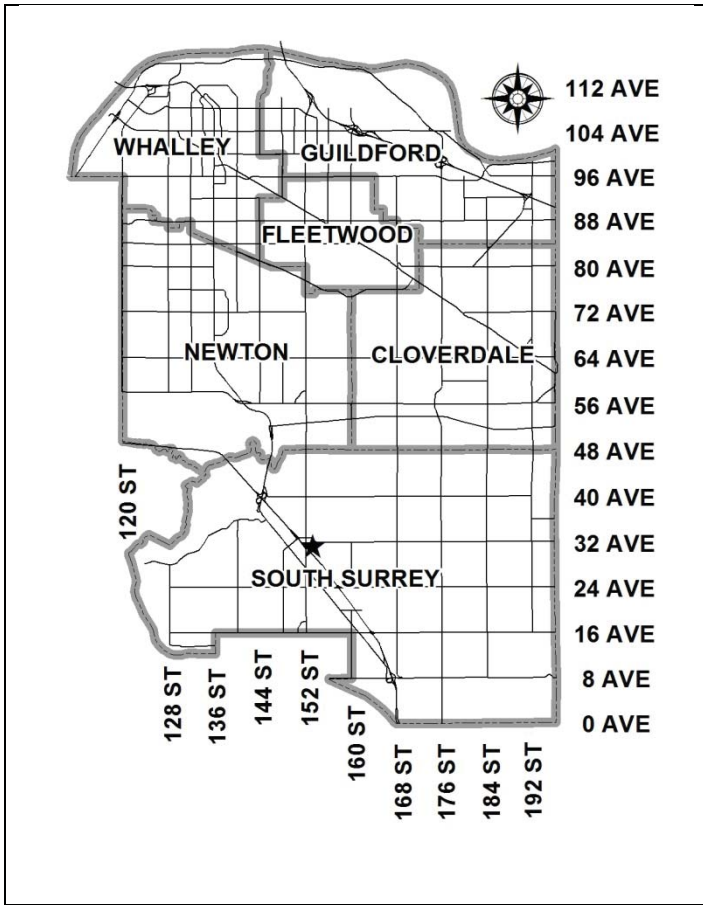 112 AVE
104 AVE
WHALLEY
GUILDFORD
96 AVE
88 AVE
FLEETWOOD
80 AVE
72 AVE
NEWTON
CLOVERDALE
64 AVE
56 AVE
48 AVE
120 ST
40 AVE
32 AVE
SOUTH SURREY
24 AVE
16 AVE
8 AVE
0 AVE
128 ST
136 ST
144 ST
152 ST
160 ST
168 ST
176 ST
184 ST
192 ST